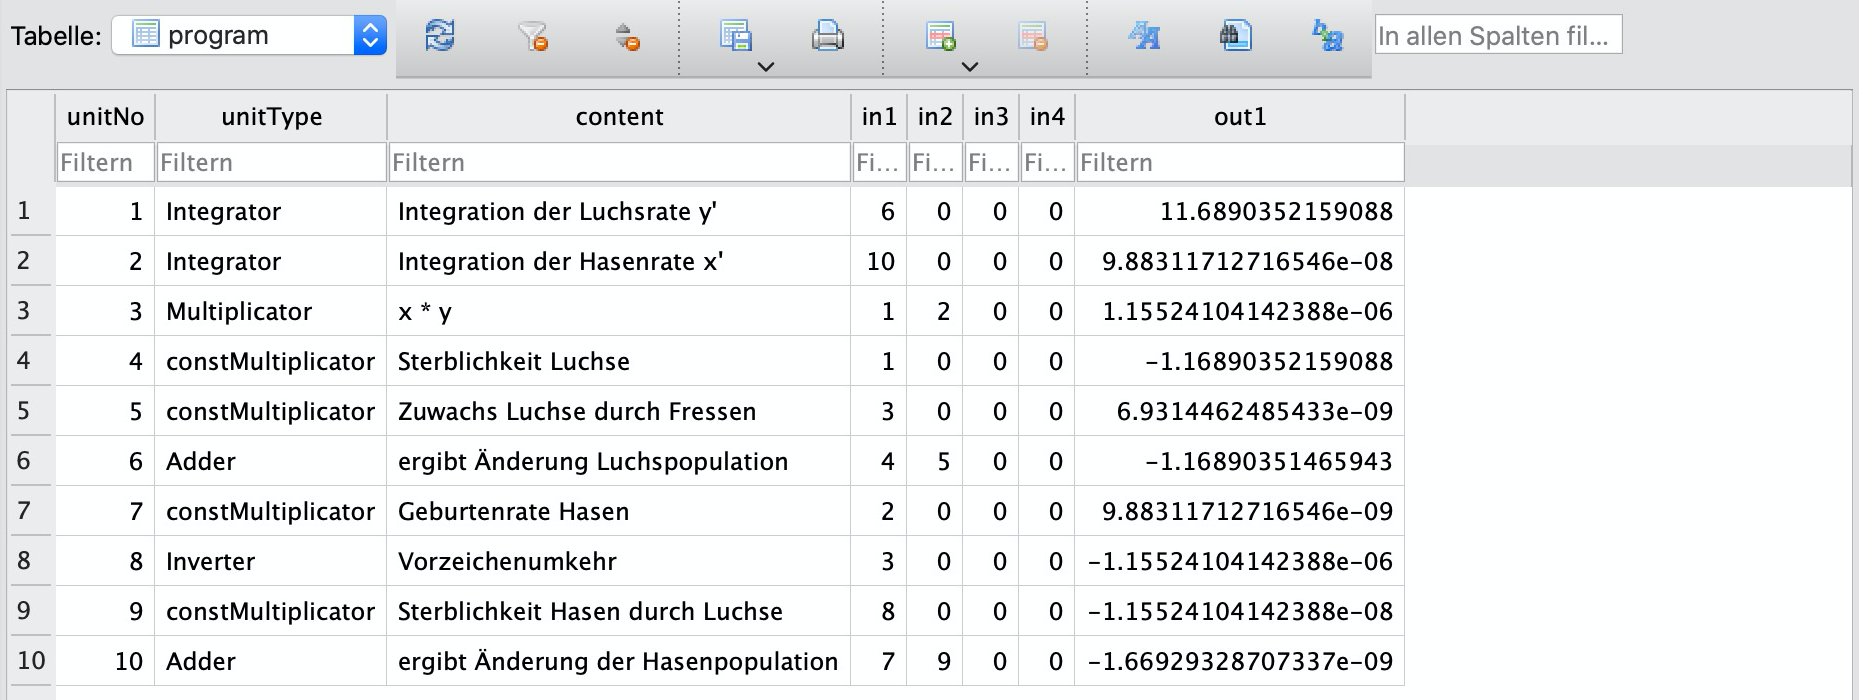 Tabelle: program In allen Spalten fil...
unitNo unitType content in1 in2 in3 in4 out1
Filtern Filtern Filtern Fi... Fi... Fi... Fi... Filtern
1 1 Integrator Integration der Luchsrate y' 6 0 0 0 11.6890352159088
2 2 Integrator Integration der Hasenrate x' 10 0 0 0 9.88311712716546e-08
3 3 Multiplicator x * y 1 2 0 0 1.15524104142388e-06
4 4 constMultiplicator Sterblichkeit Luchse 1 0 0 0 -1.16890352159088
5 5 constMultiplicator Zuwachs Luchse durch Fressen 3 0 0 0 6.9314462485433e-09
6 6 Adder ergibt Änderung Luchspopulation 4 5 0 0 -1.16890351465943
7 7 constMultiplicator Geburtenrate Hasen 2 0 0 0 9.88311712716546e-09
8 8 Inverter Vorzeichenumkehr 3 0 0 0 -1.15524104142388e-06
9 9 constMultiplicator Sterblichkeit Hasen durch Luchse 8 0 0 0 -1.15524104142388e-08
10 10 Adder ergibt Änderung der Hasenpopulation 7 9 0 0 -1.66929328707337e-09